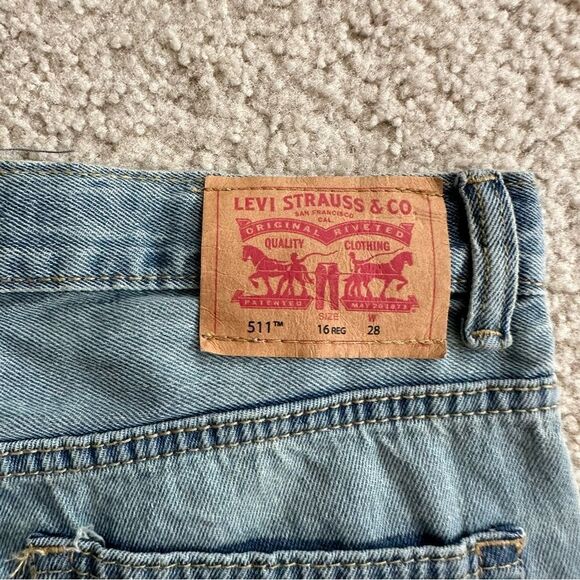 LEVI STRAUSS & CO.
SAN FRANCISCO
CAL.
ORIGINAL RIVETED
QUALITY CLOTHING
PATENTED MAY 20 1873
SIZE W
511™ 16 REG 28